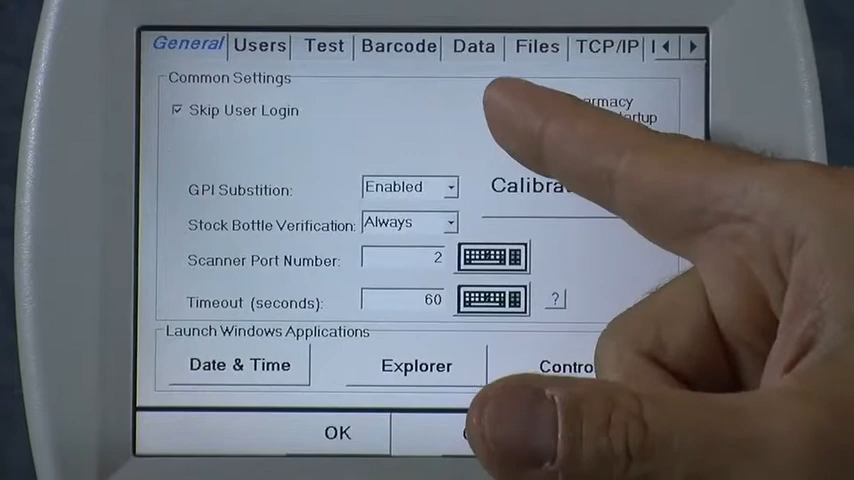 General Users Test Barcode Data Files TCP/IP
Common Settings
Skip User Login
GPI Substition: Enabled
Stock Bottle Verification: Always
Scanner Port Number: 2
Timeout (seconds): 60 ?
Launch Windows Applications
Date & Time Explorer
OK